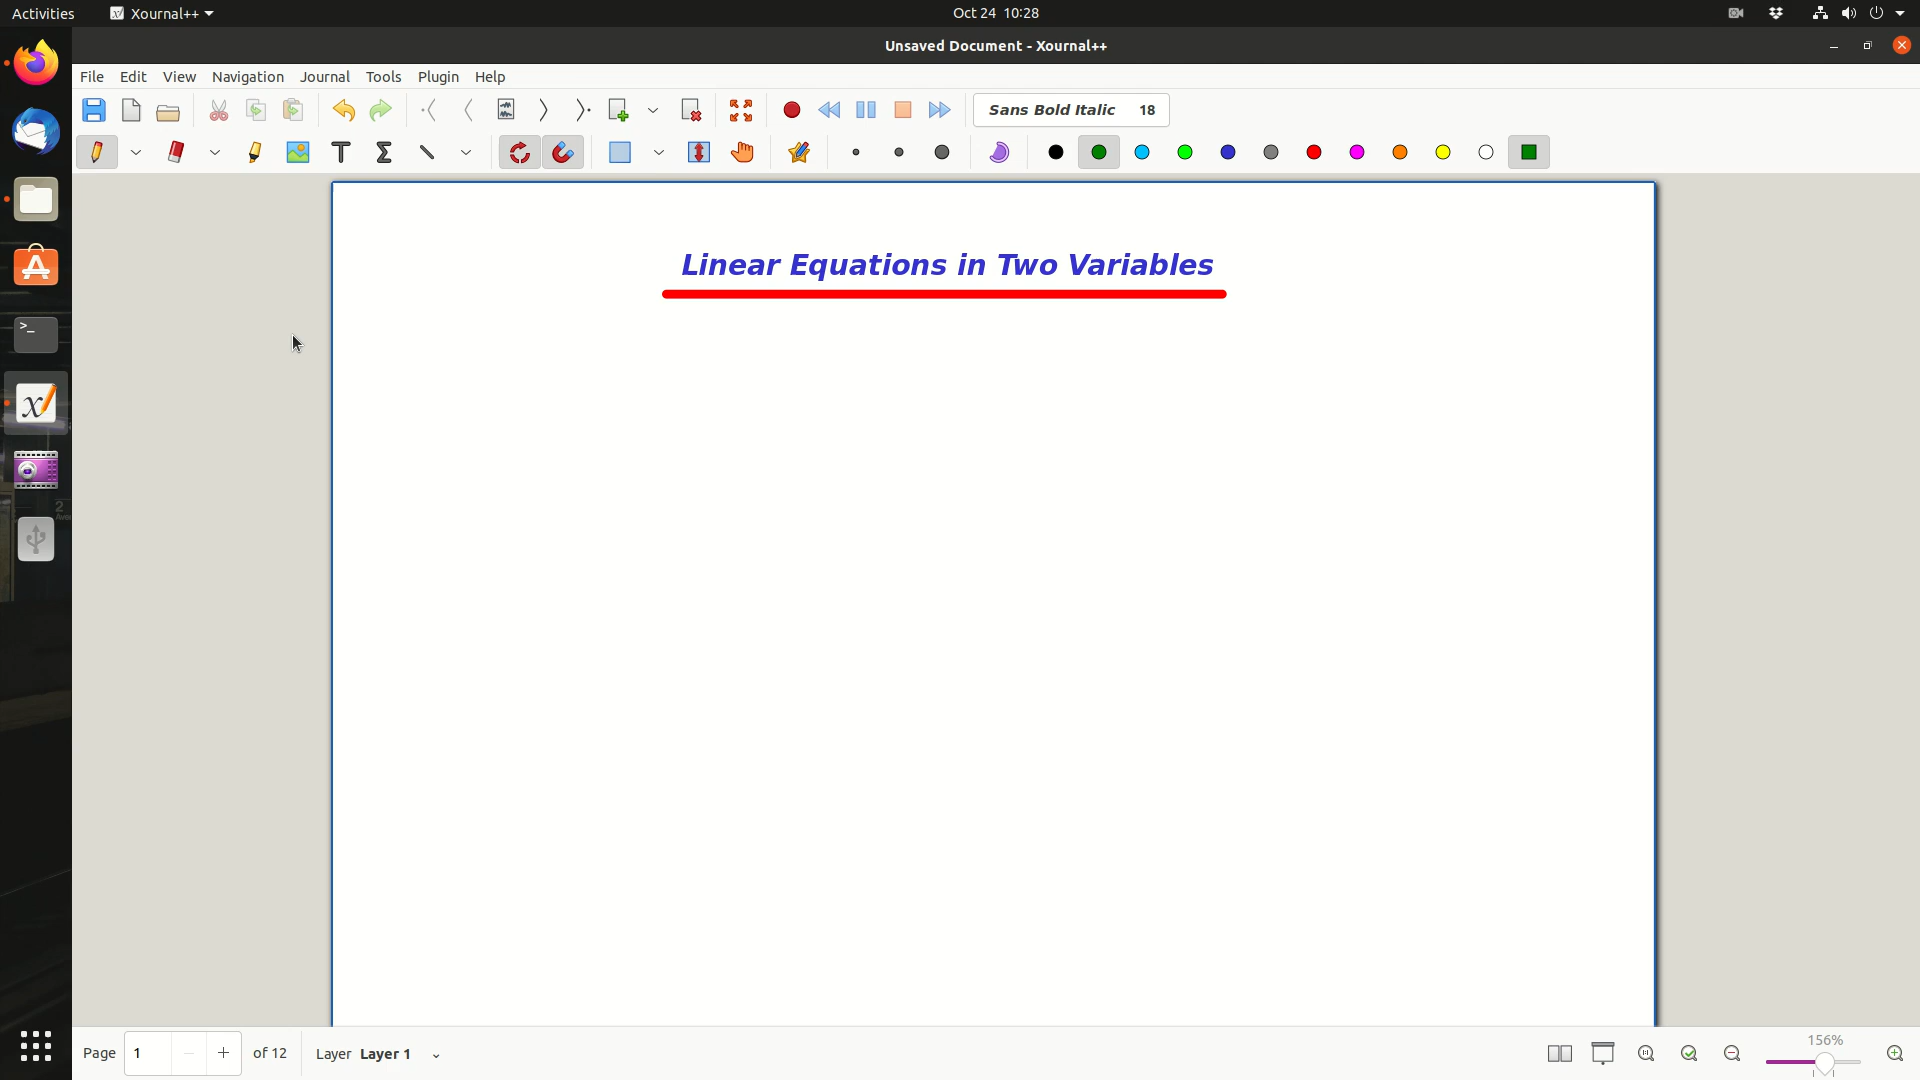 Activities Xournal++ Oct 24 10:28
Unsaved Document - Xournal++
File Edit View Navigation Journal Tools Plugin Help
Sans Bold Italic 18
Linear Equations in Two Variables
Page 1 of 12 Layer Layer 1 156%